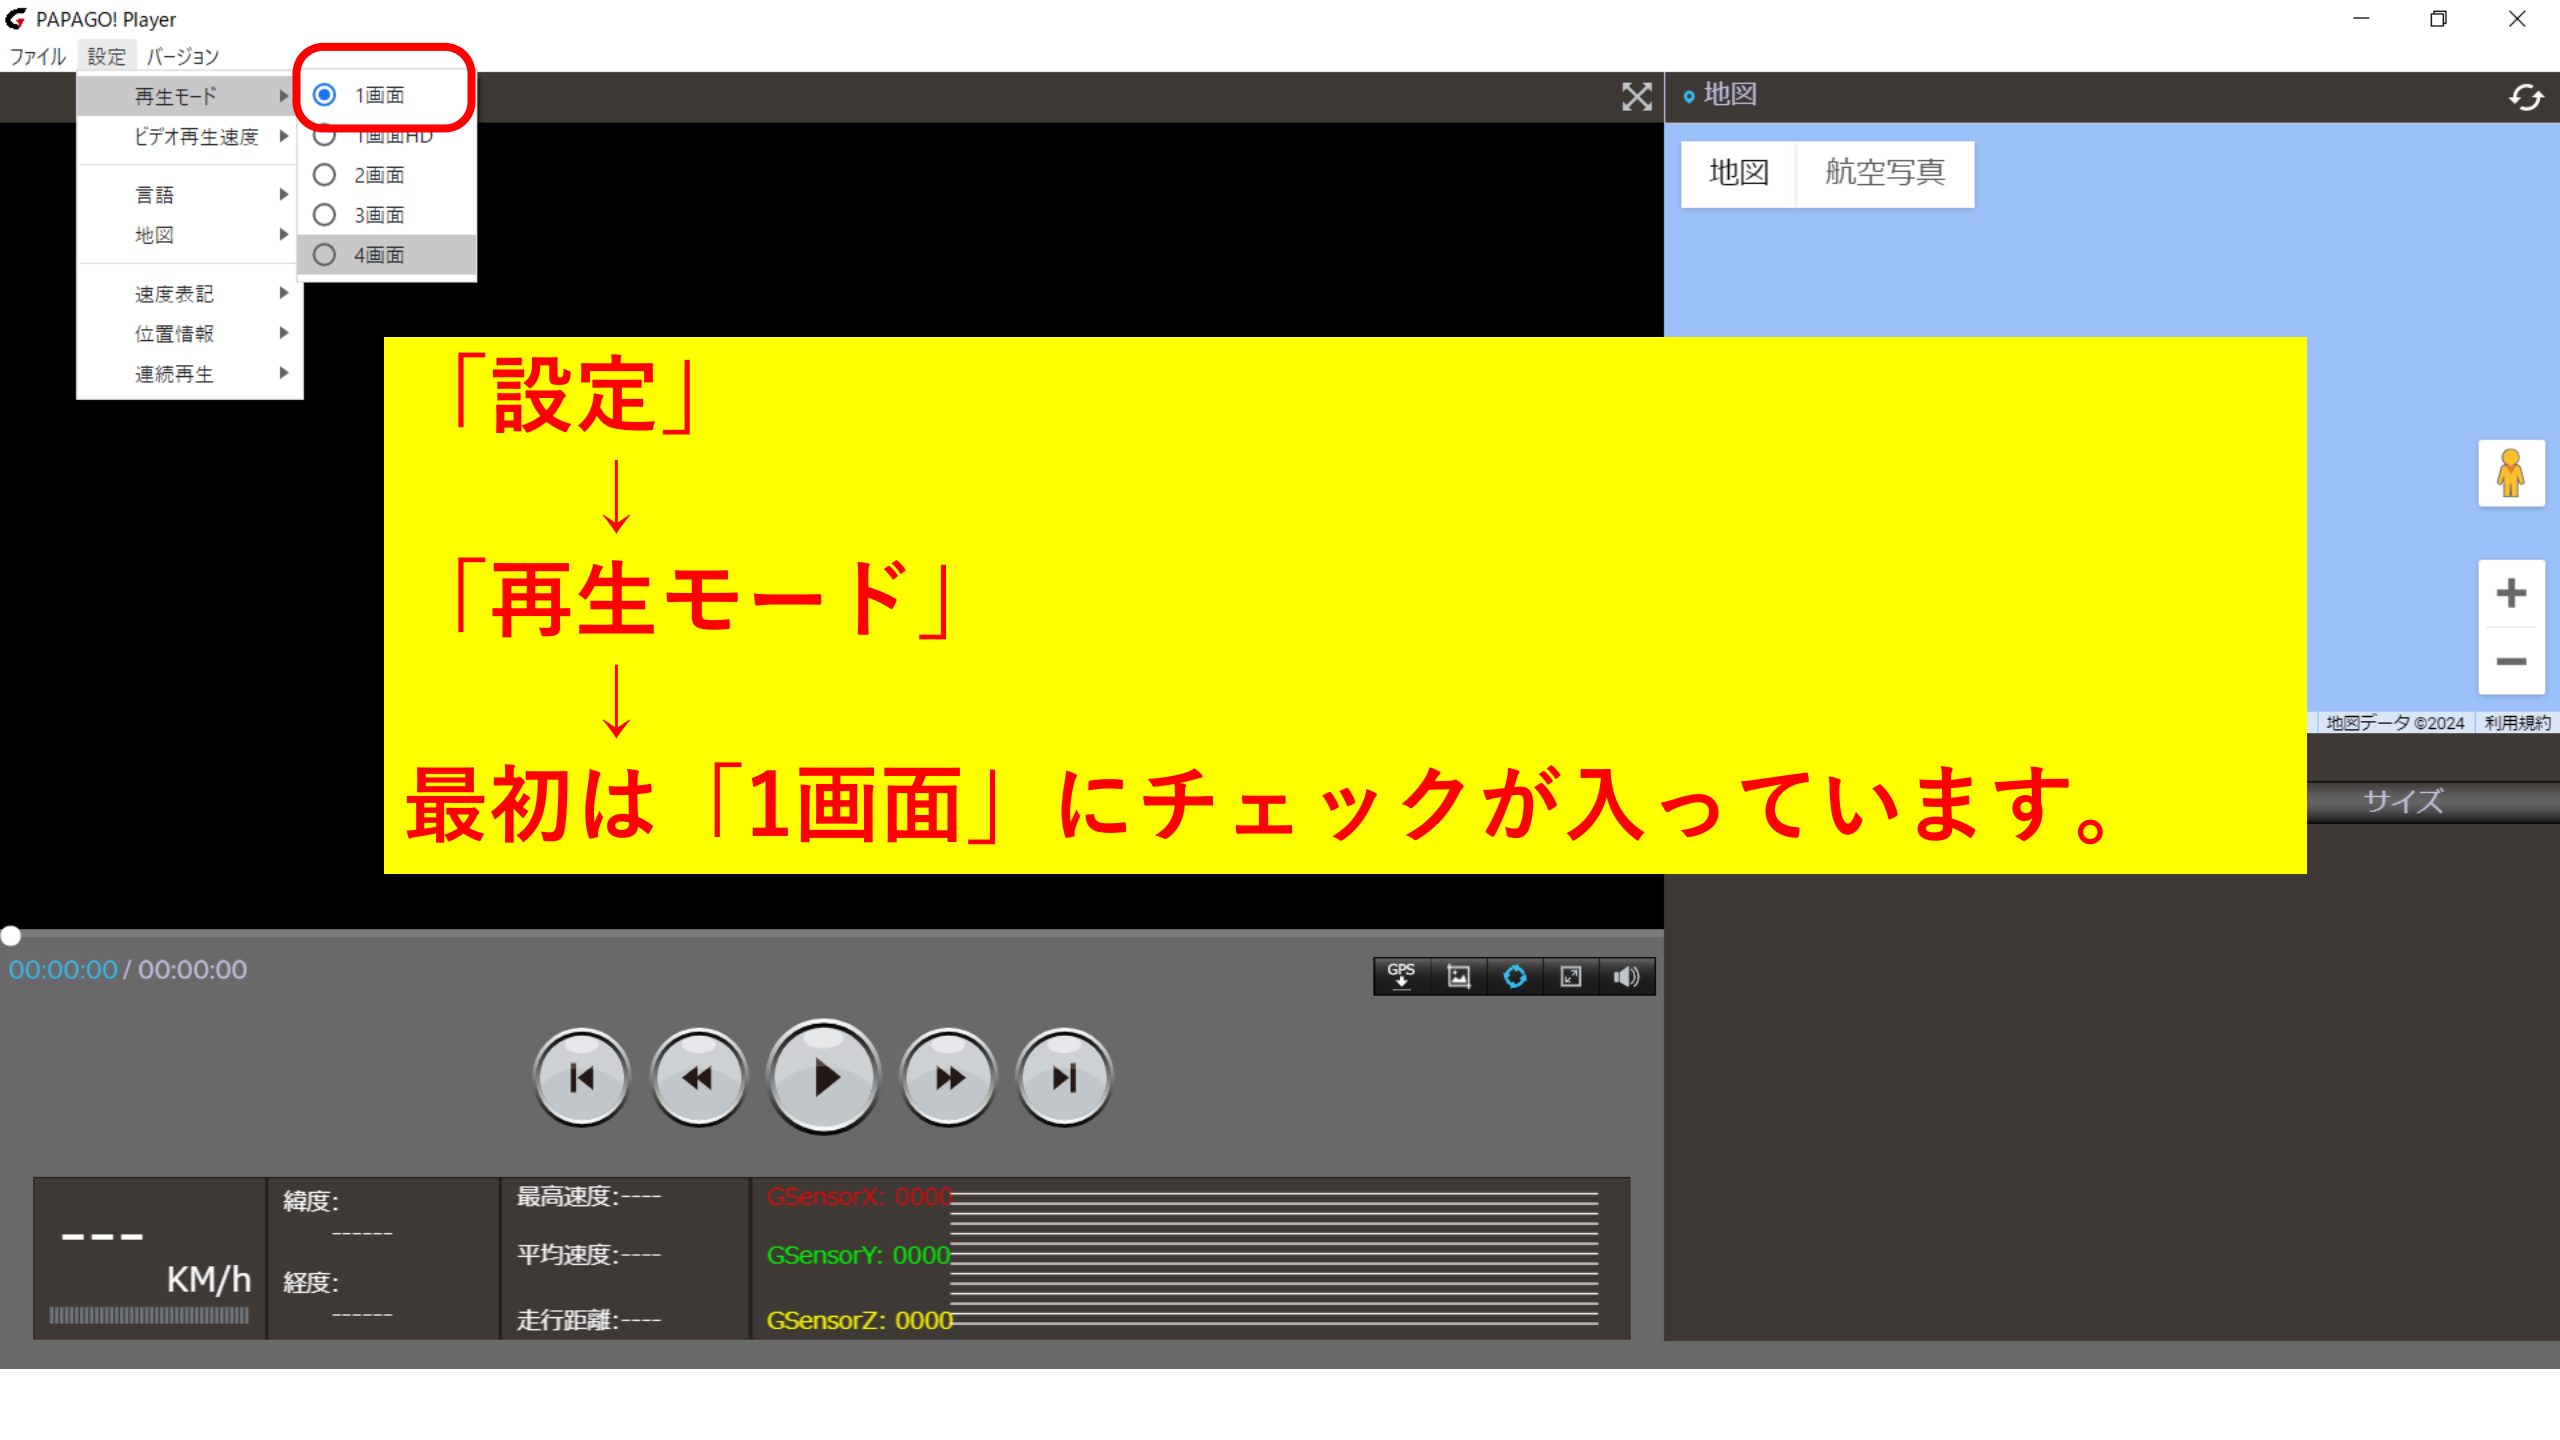 PAPAGO! Player
ファイル 設定 バージョン
再生モード
ビデオ再生速度
言語
地図
速度表記
位置情報
連続再生
1画面
1画面HD
2画面
3画面
4画面
地図
地図 航空写真
「設定」
↓
「再生モード」
↓
最初は「1画面」にチェックが入っています。
地図データ ©2024 利用規約
サイズ
00:00:00 / 00:00:00
GPS
--- KM/h
緯度:
------
経度:
------
最高速度:----
平均速度:----
走行距離:----
GSensorX: 0000
GSensorY: 0000
GSensorZ: 0000